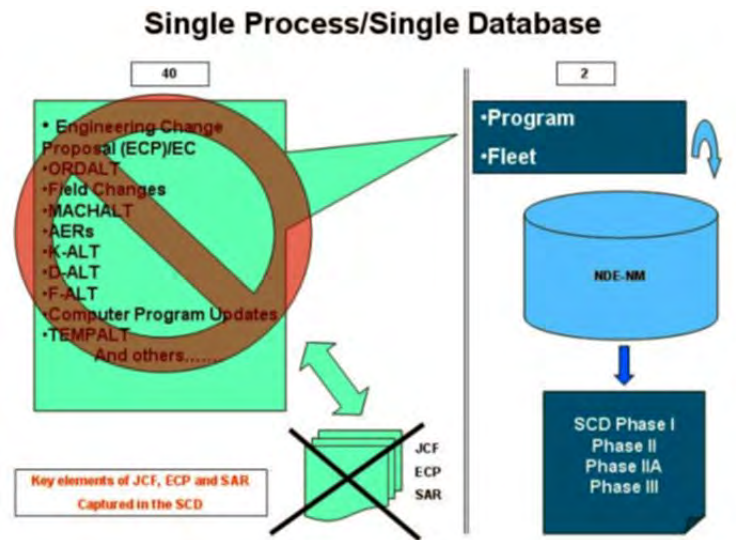 Single Process/Single Database
40
• Engineering Change
Proposal (ECP)/EC
•ORDALT
•Field Changes
•MACHALT
•AERs
•K-ALT
•D-ALT
•F-ALT
•Computer Program Updates
•TEMPALT
And others.......
JCF
ECP
SAR
Key elements of JCF, ECP and SAR
Captured in the SCD
2
•Program
•Fleet
NDE-NM
SCD Phase I
Phase II
Phase IIA
Phase III